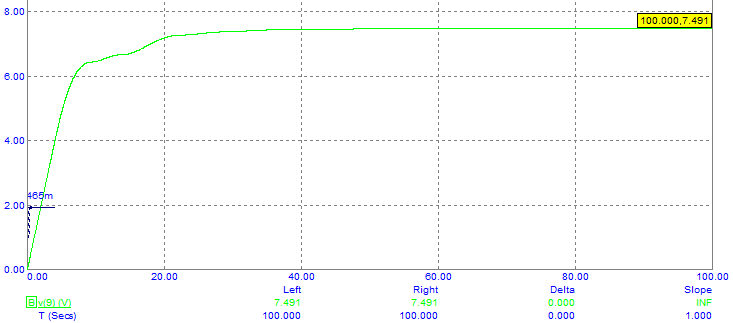 8.00
100.000,7.491
6.00
4.00
465m
2.00
0.00
0.00 20.00 40.00 60.00 80.00 100.00
Left Right Delta Slope
B v(9) (V) 7.491 7.491 0.000 INF
T (Secs) 100.000 100.000 0.000 1.000